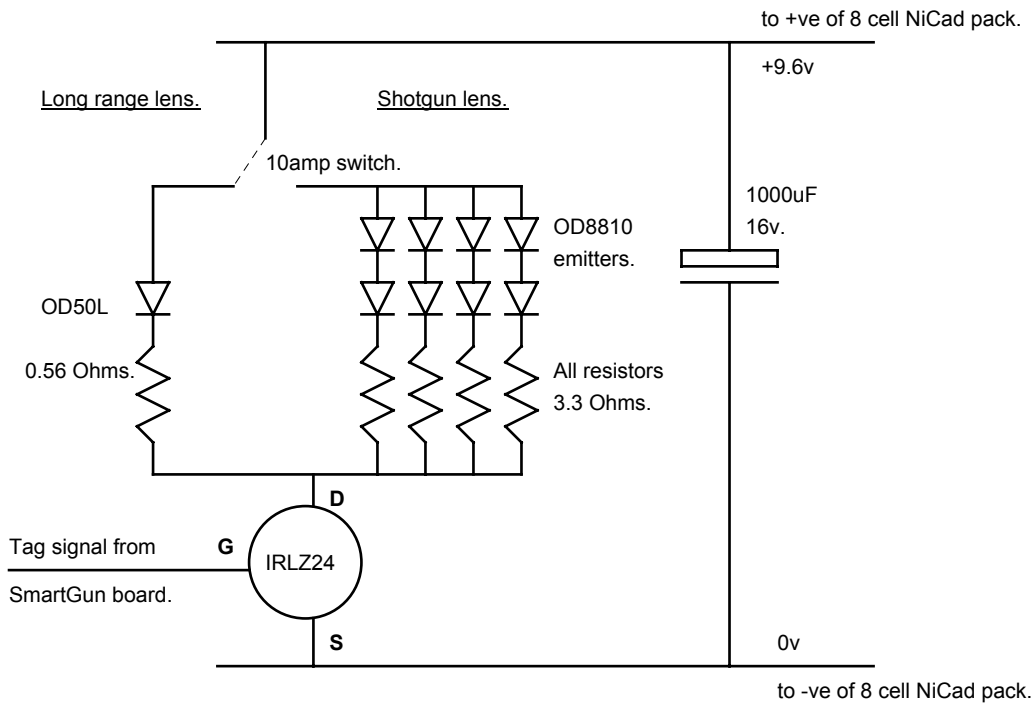 to +ve of 8 cell NiCad pack.
+9.6v
Long range lens.
Shotgun lens.
10amp switch.
1000uF
16v.
OD8810
emitters.
OD50L
0.56 Ohms.
All resistors
3.3 Ohms.
D
Tag signal from
G
IRLZ24
SmartGun board.
S
0v
to -ve of 8 cell NiCad pack.